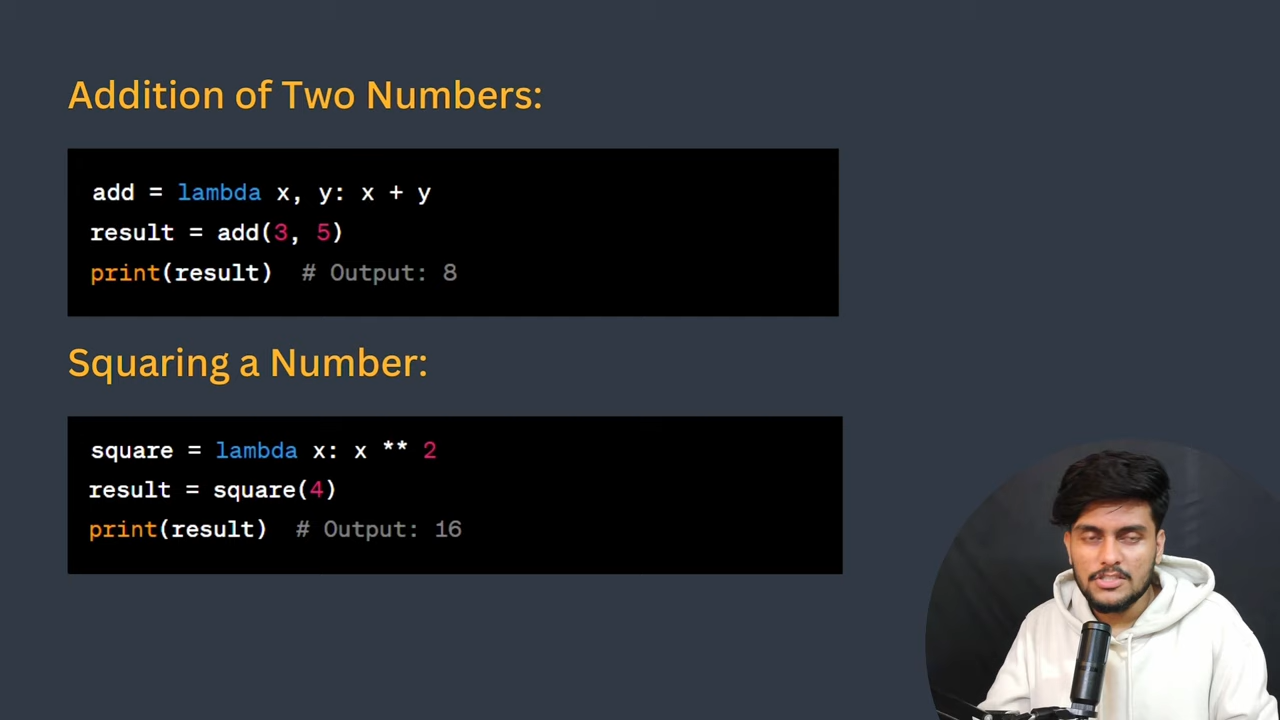 Addition of Two Numbers:
add = lambda x, y: x + y
result = add(3, 5)
print(result)  # Output: 8
Squaring a Number:
square = lambda x: x ** 2
result = square(4)
print(result)  # Output: 16